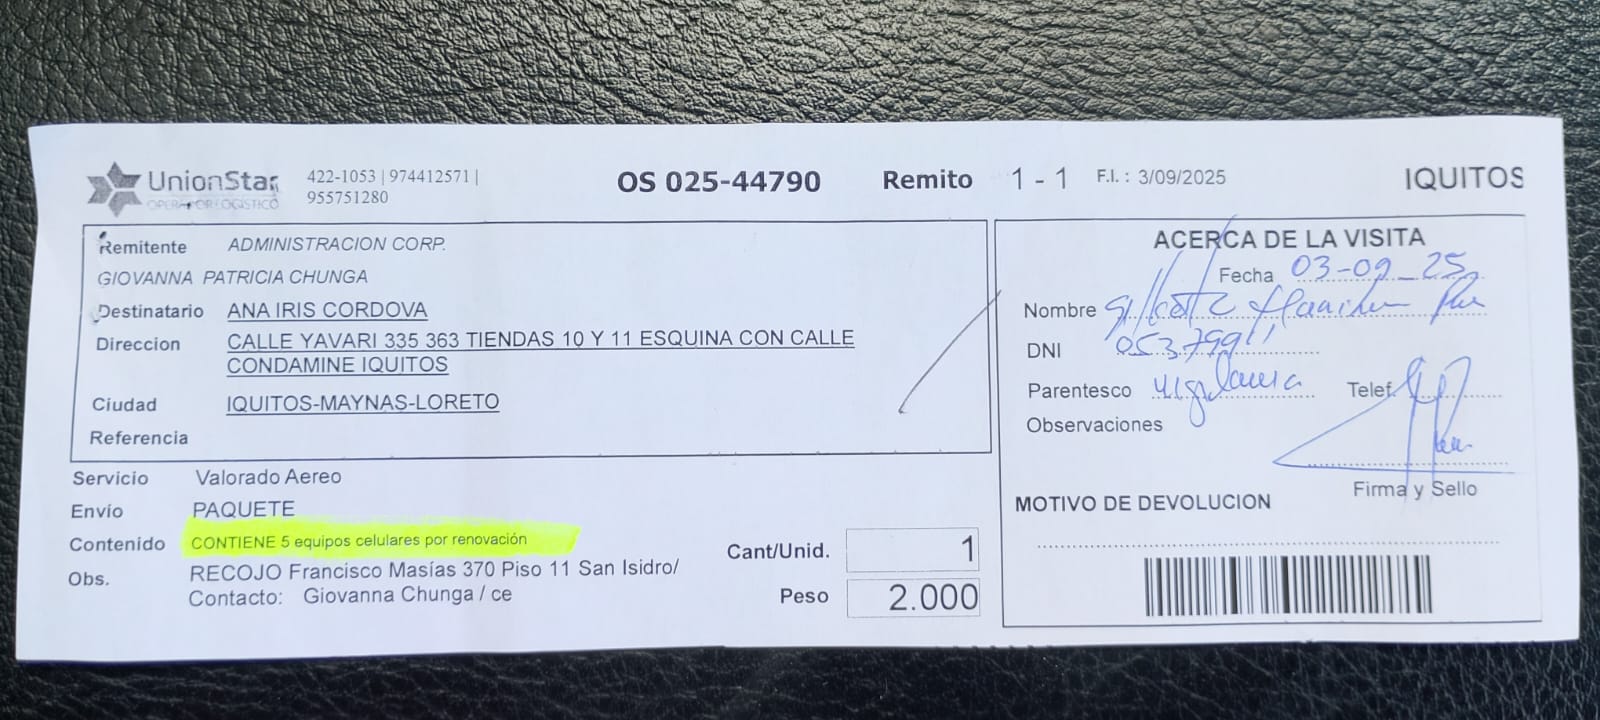 UnionStar 422-1053 | 974412571 |
OPERADOR LOGISTICO 955751280
OS 025-44790 Remito 1 - 1 F.I. : 3/09/2025 IQUITOS
Remitente ADMINISTRACION CORP.
GIOVANNA PATRICIA CHUNGA
Destinatario ANA IRIS CORDOVA
Direccion CALLE YAVARI 335 363 TIENDAS 10 Y 11 ESQUINA CON CALLE
CONDAMINE IQUITOS
Ciudad IQUITOS-MAYNAS-LORETO
Referencia
Servicio Valorado Aereo
Envío PAQUETE
Contenido CONTIENE 5 equipos celulares por renovación
Obs. RECOJO Francisco Masías 370 Piso 11 San Isidro/
Contacto: Giovanna Chunga / ce
Cant/Unid. 1
Peso 2.000
ACERCA DE LA VISITA
Fecha 03-09-25
Nombre
DNI
Parentesco vigilancia Telef.
Observaciones
Firma y Sello
MOTIVO DE DEVOLUCION